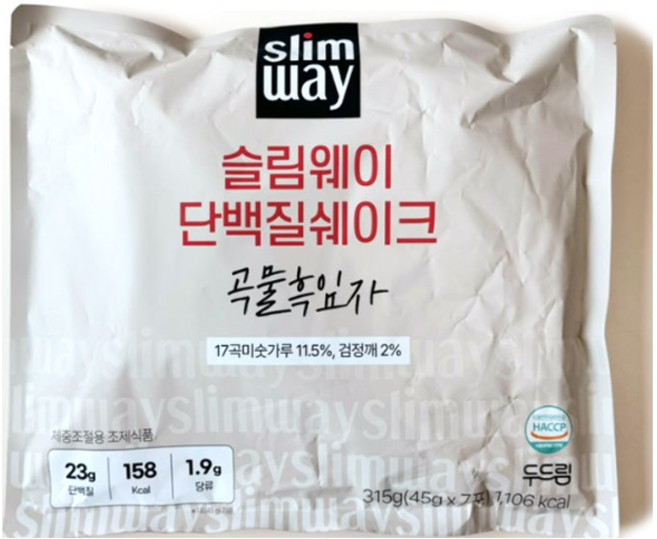 slim
way
슬림웨이
단백질쉐이크
곡물흑임자
17곡미숫가루 11.5%, 검정깨 2%
체중조절용 조제식품
23g 158 1.9g
단백질 Kcal 당류
HACCP
두드림
315g(45g x 7포) 1,106 kcal